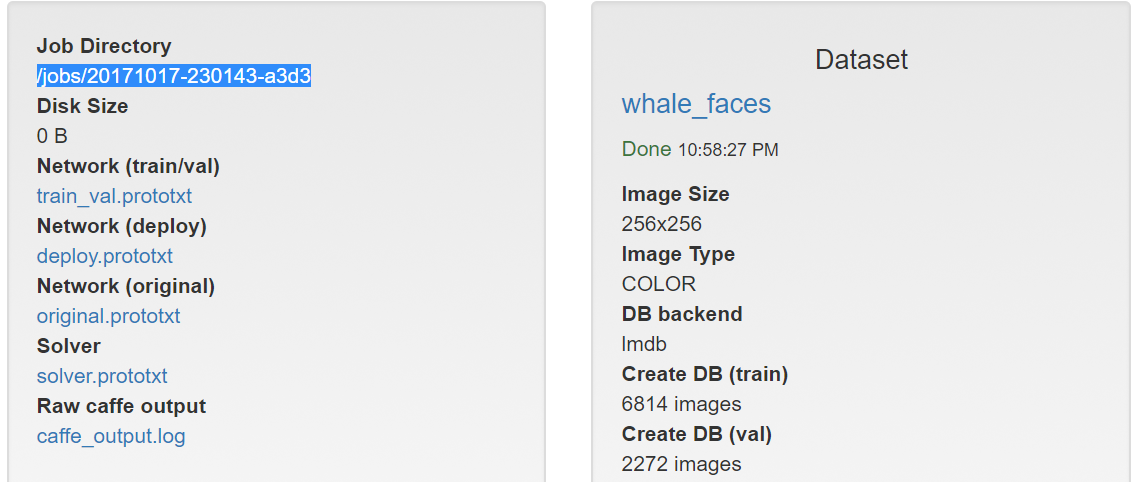 Job Directory
/jobs/20171017-230143-a3d3
Disk Size
0 B
Network (train/val)
train_val.prototxt
Network (deploy)
deploy.prototxt
Network (original)
original.prototxt
Solver
solver.prototxt
Raw caffe output
caffe_output.log
Dataset
whale_faces
Done 10:58:27 PM
Image Size
256x256
Image Type
COLOR
DB backend
lmdb
Create DB (train)
6814 images
Create DB (val)
2272 images